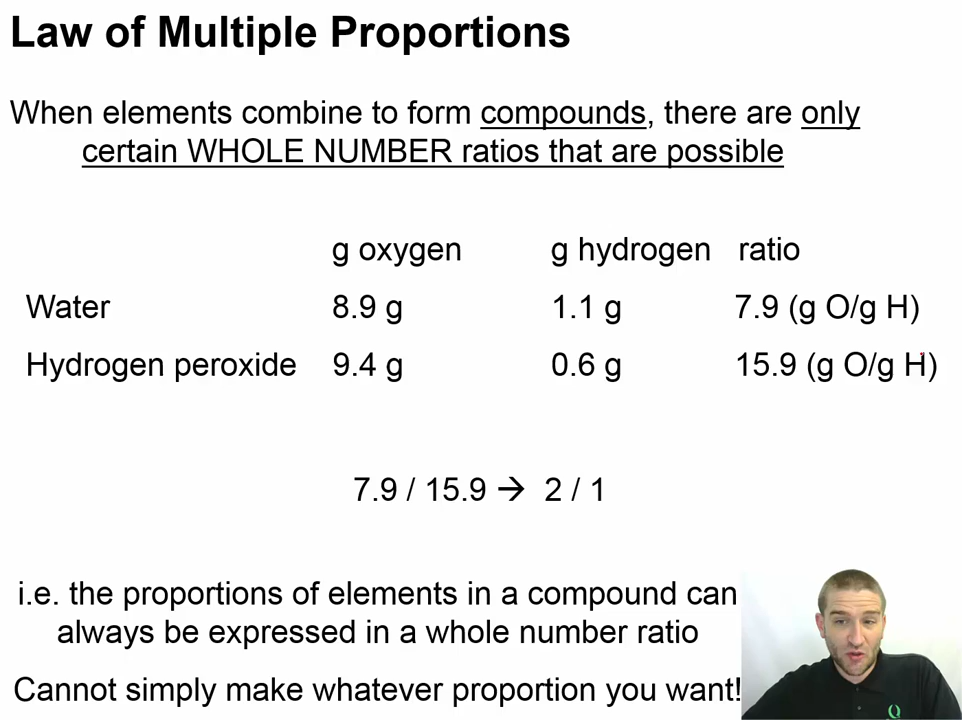 Law of Multiple Proportions
When elements combine to form compounds, there are only
certain WHOLE NUMBER ratios that are possible
g oxygen g hydrogen ratio
Water 8.9 g 1.1 g 7.9 (g O/g H)
Hydrogen peroxide 9.4 g 0.6 g 15.9 (g O/g H)
7.9 / 15.9 → 2 / 1
i.e. the proportions of elements in a compound can
always be expressed in a whole number ratio
Cannot simply make whatever proportion you want!